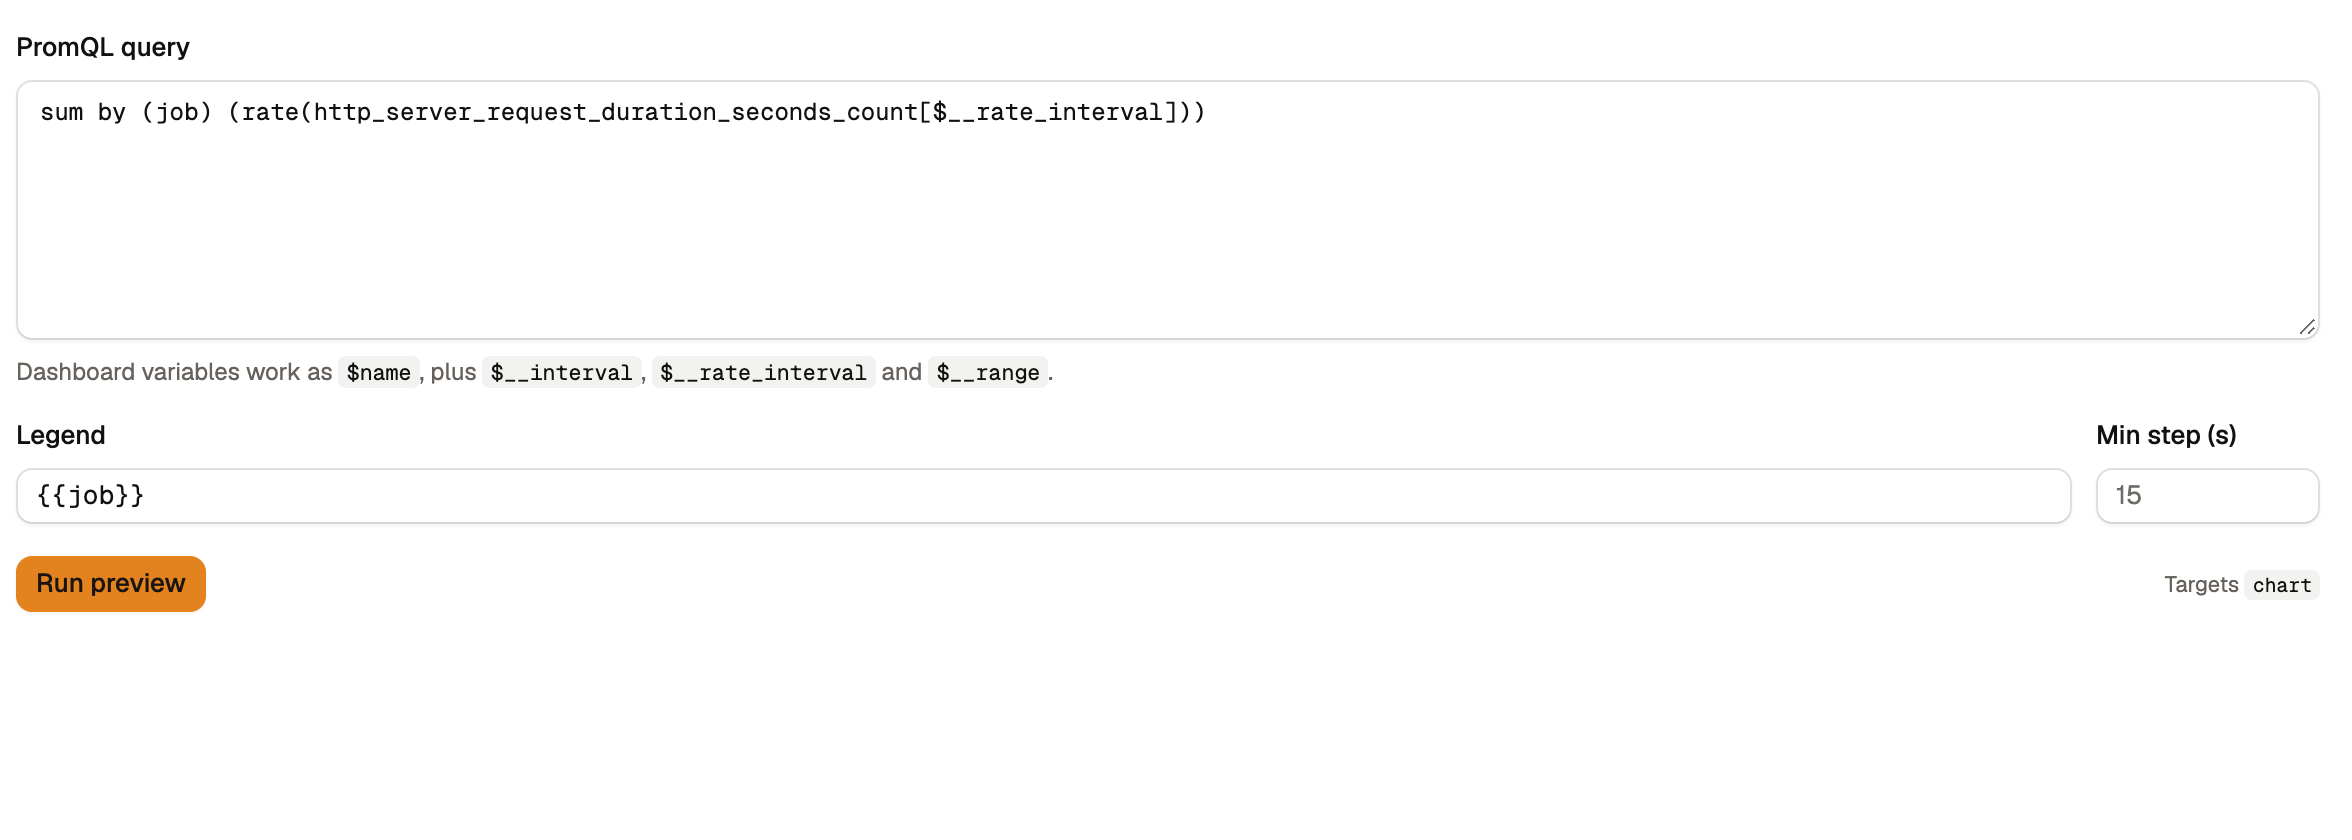 PromQL query
sum by (job) (rate(http_server_request_duration_seconds_count[$__rate_interval]))
Dashboard variables work as $name, plus $__interval, $__rate_interval and $__range.
Legend
Min step (s)
{{job}}
15
Run preview
Targets chart